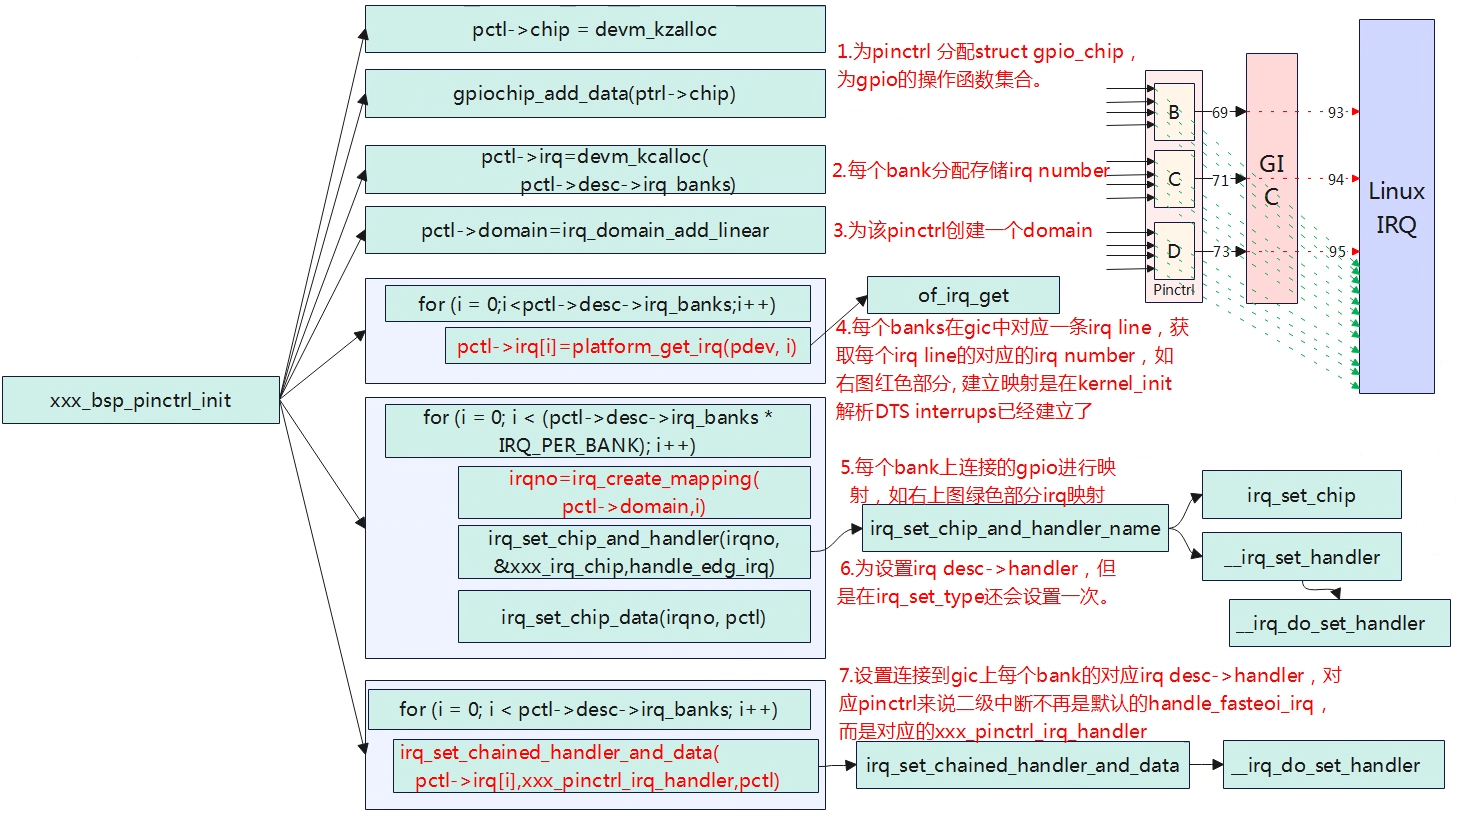 pctl->chip = devm_kzalloc
gpiochip_add_data(ptrl->chip)
1.为pinctrl 分配struct gpio_chip，
为gpio的操作函数集合。
pctl->irq=devm_kcalloc(
pctl->desc->irq_banks)
2.每个bank分配存储irq number
pctl->domain=irq_domain_add_linear
3.为该pinctrl创建一个domain
B
C
D
Pinctrl
69
71
73
GI
C
93
94
95
Linux
IRQ
xxx_bsp_pinctrl_init
for (i = 0;i<pctl->desc->irq_banks;i++)
pctl->irq[i]=platform_get_irq(pdev, i)
of_irq_get
4.每个banks在gic中对应一条irq line，获
取每个irq line的对应的irq number，如
右图红色部分, 建立映射是在kernel_init
解析DTS interrups已经建立了
for (i = 0; i < (pctl->desc->irq_banks *
IRQ_PER_BANK); i++)
irqno=irq_create_mapping(
pctl->domain,i)
irq_set_chip_and_handler(irqno,
&xxx_irq_chip,handle_edg_irq)
irq_set_chip_data(irqno, pctl)
5.每个bank上连接的gpio进行映
射，如右上图绿色部分irq映射
irq_set_chip_and_handler_name
irq_set_chip
__irq_set_handler
__irq_do_set_handler
6.为设置irq desc->handler，但
是在irq_set_type还会设置一次。
for (i = 0; i < pctl->desc->irq_banks; i++)
irq_set_chained_handler_and_data(
pctl->irq[i],xxx_pinctrl_irq_handler,pctl)
7.设置连接到gic上每个bank的对应irq desc->handler，对
应pinctrl来说二级中断不再是默认的handle_fasteoi_irq，
而是对应的xxx_pinctrl_irq_handler
irq_set_chained_handler_and_data
__irq_do_set_handler